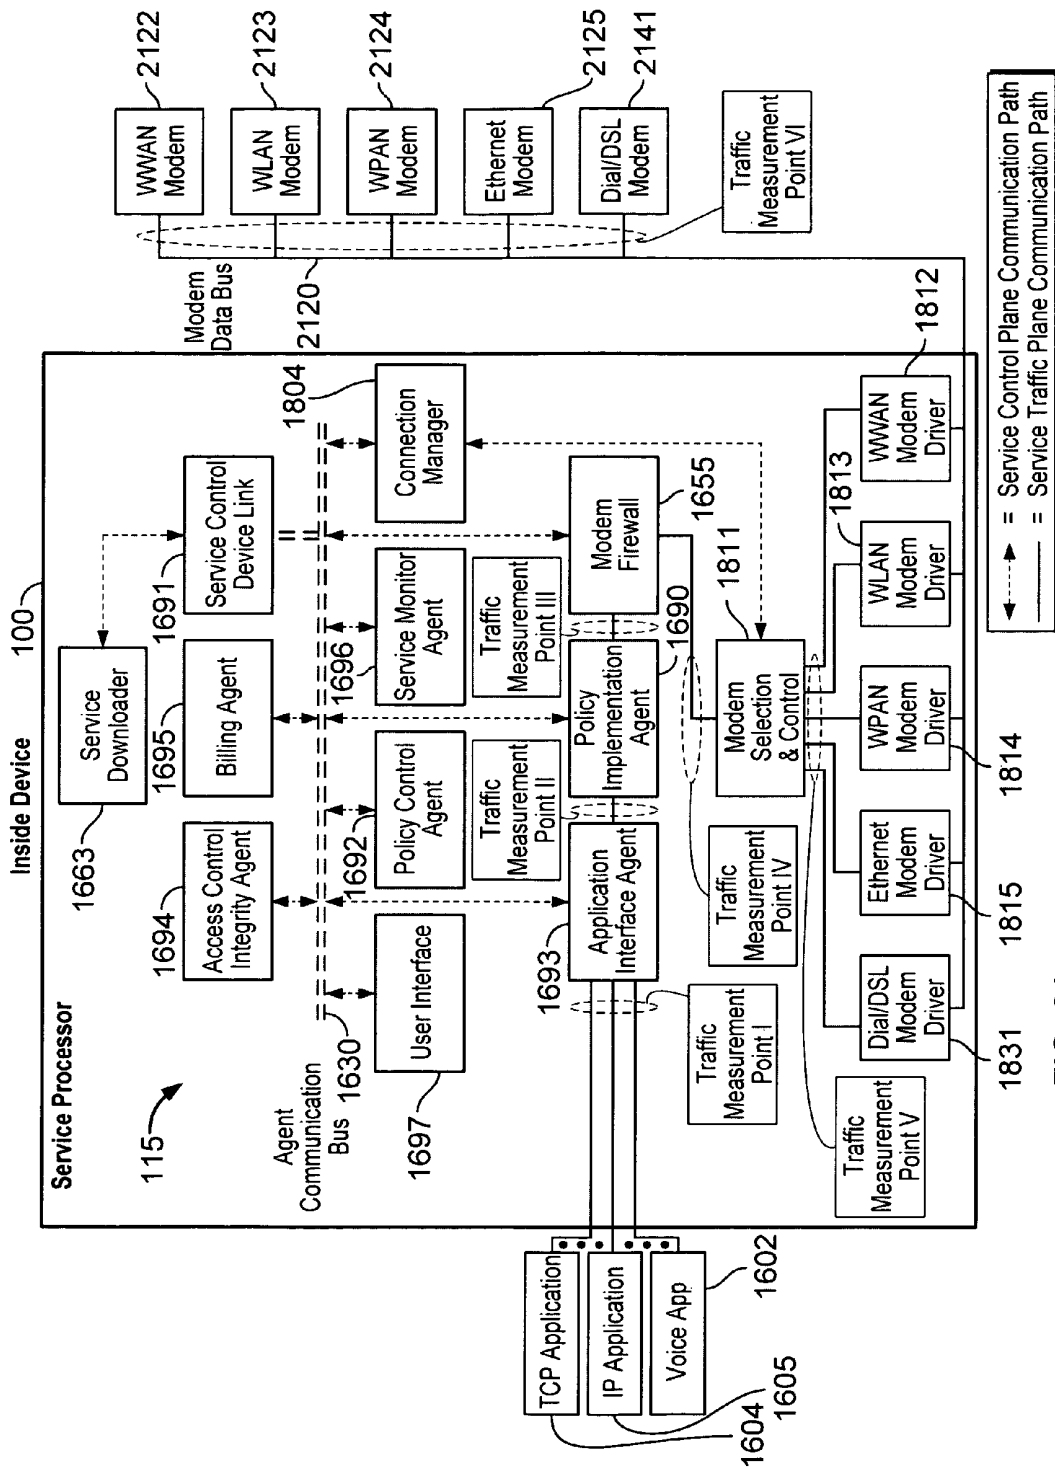 Inside Device
100
Service Processor
115
Service
Downloader
1663
1694
Access Control
Integrity Agent
1695
Billing Agent
1691
Service Control
Device Link
Agent
Communication
Bus
1630
Modem
Data Bus
2120
User Interface
1697
1692
Policy Control
Agent
1696
Service Monitor
Agent
Connection
Manager
1804
WWAN
Modem
2122
WLAN
Modem
2123
WPAN
Modem
2124
Ethernet
Modem
2125
Dial/DSL
Modem
2141
Traffic
Measurement
Point VI
Traffic
Measurement
Point II
Traffic
Measurement
Point III
TCP Application
IP Application
Voice App
1604
1605
1602
1693
Application
Interface Agent
Policy
Implementation
Agent
1690
Modem
Firewall
1655
Traffic
Measurement
Point I
Traffic
Measurement
Point IV
Modem
Selection
& Control
1811
Traffic
Measurement
Point V
Dial/DSL
Modem
Driver
1831
Ethernet
Modem
Driver
1815
WPAN
Modem
Driver
1814
WLAN
Modem
Driver
1813
WWAN
Modem
Driver
1812
= Service Control Plane Communication Path
= Service Traffic Plane Communication Path